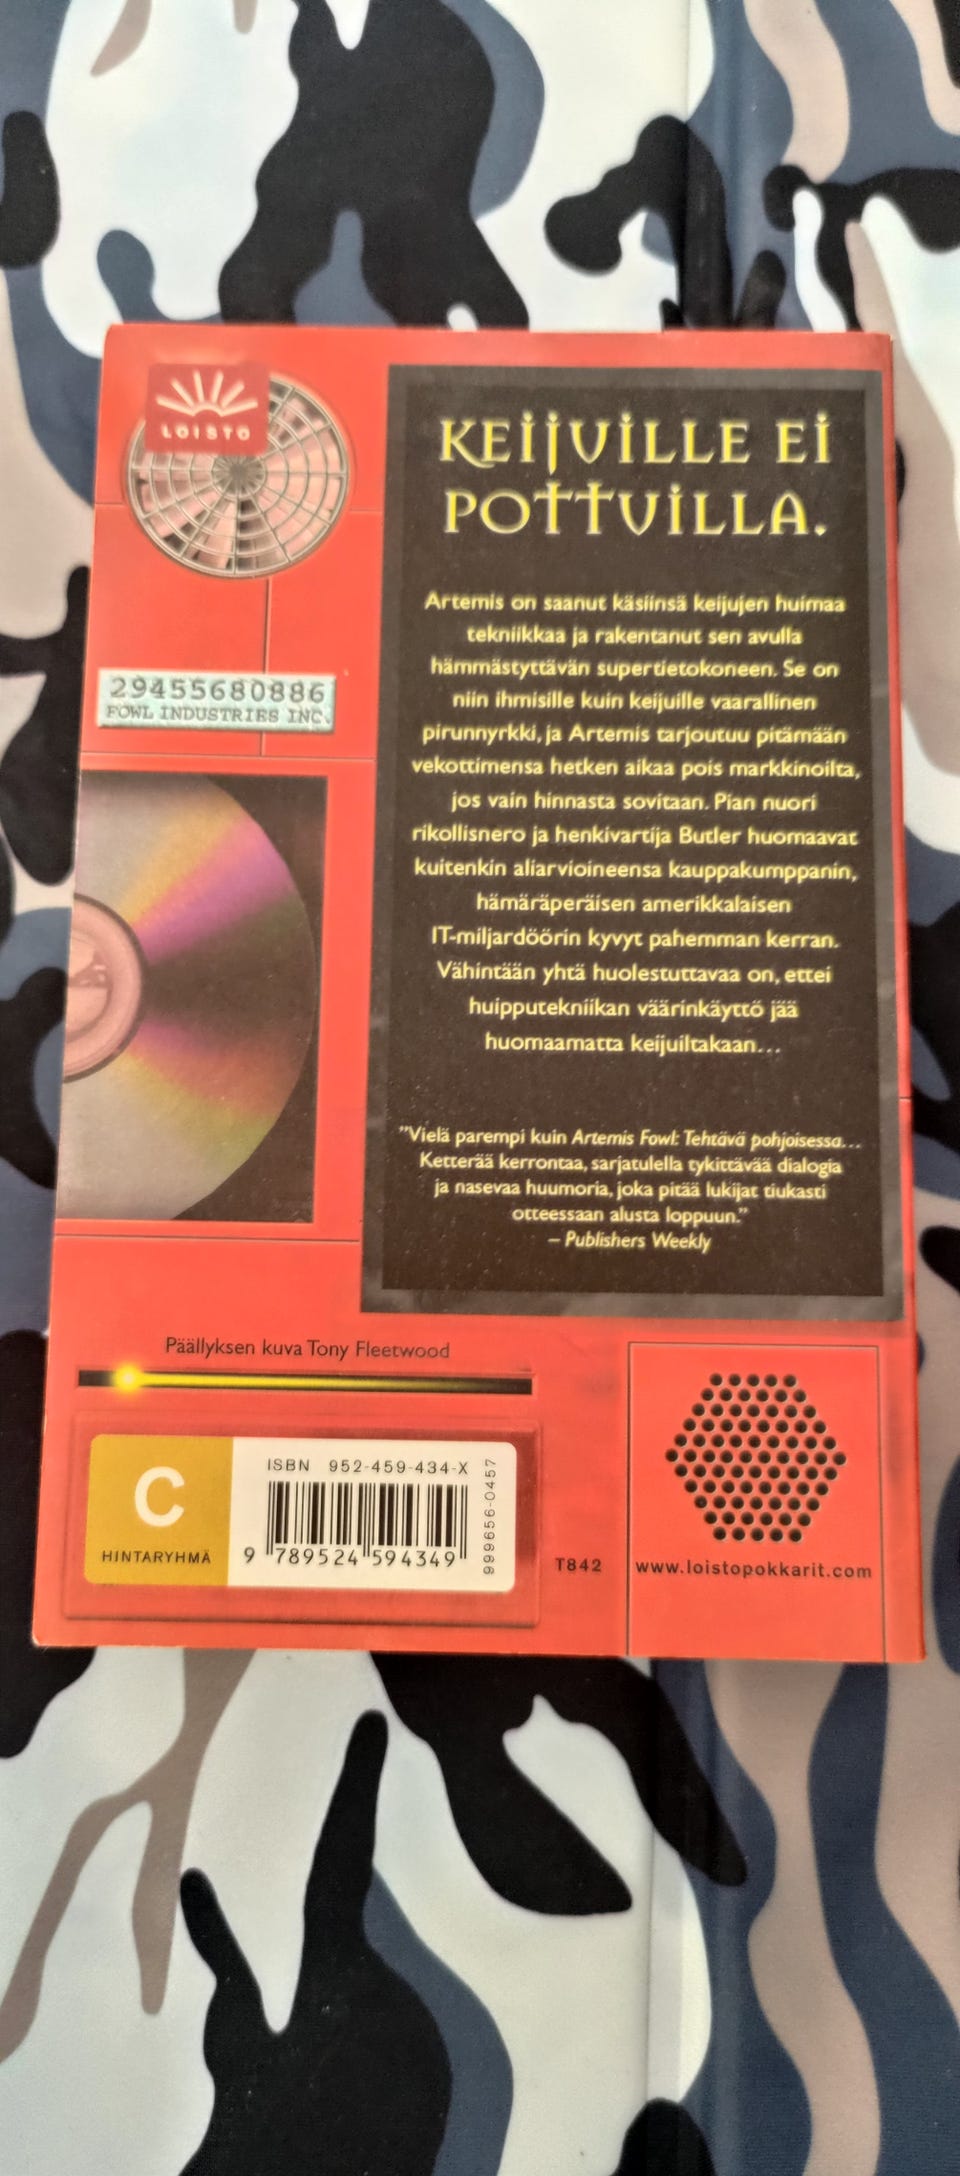 LOISTO
KEIJUILLE EI
POTTUILLA.
29455680886
FOWL INDUSTRIES INC.
Artemis on saanut käsiinsä keijujen huimaa
tekniikkaa ja rakentanut sen avulla
hämmästyttävän supertietokoneen. Se on
niin ihmisille kuin keijuille vaarallinen
pirunnyrkki, ja Artemis tarjoutuu pitämään
vekottimensa hetken aikaa pois markkinoilta,
jos vain hinnasta sovitaan. Pian nuori
rikollisnero ja henkivartija Butler huomaavat
kuitenkin aliarvioineensa kauppakumppanin,
hämäräperäisen amerikkalaisen
IT-miljardöörin kyvyt pahemman kerran.
Vähintään yhtä huolestuttavaa on, ettei
huipputekniikan väärinkäyttö jää
huomaamatta keijuiltakaan...
"Vielä parempi kuin Artemis Fowl: Tehtävä pohjoisessa...
Ketterää kerrontaa, sarjatulella tykittävää dialogia
ja nasevaa huumoria, joka pitää lukijat tiukasti
otteessaan alusta loppuun."
– Publishers Weekly
Päällyksen kuva Tony Fleetwood
C
HINTARYHMÄ
ISBN 952-459-434-X
9 789524 594349
999656-0457
T842
www.loistopokkarit.com